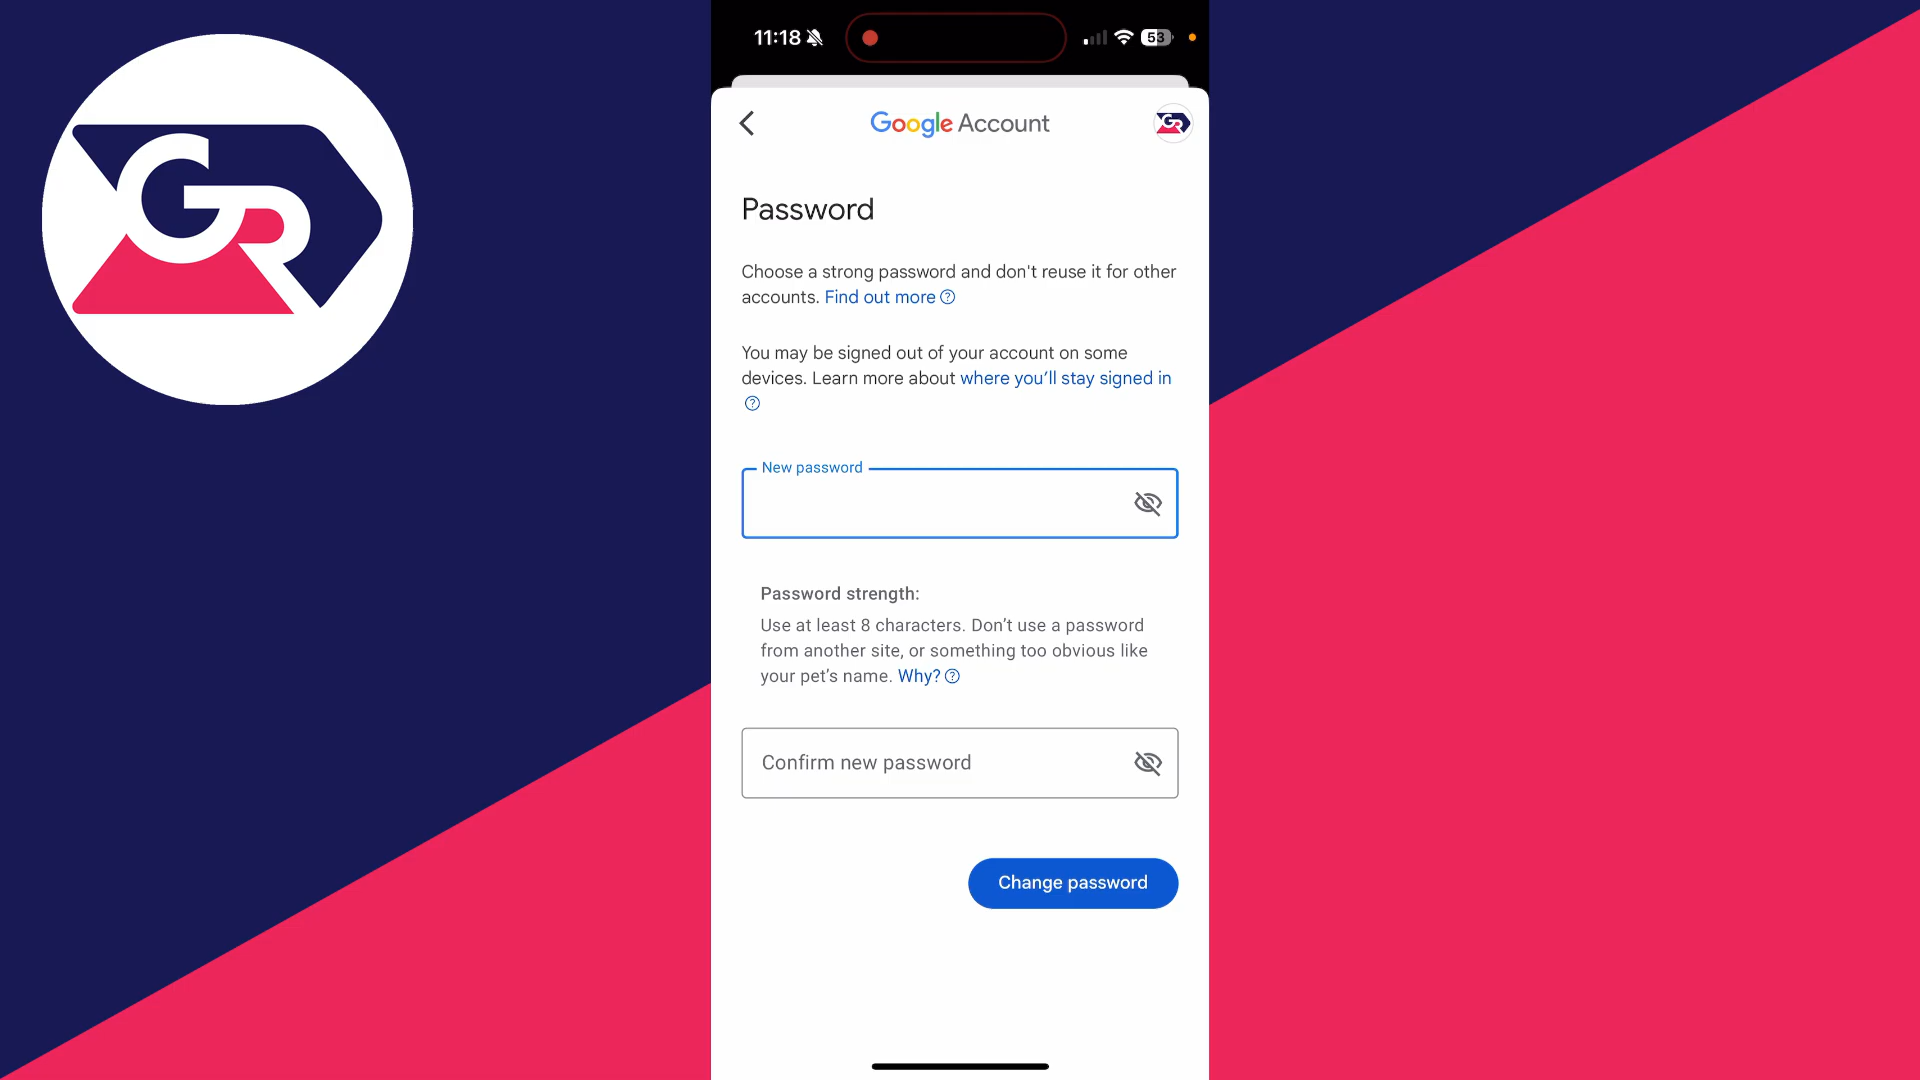 GR
11:18
53
Google Account
GR
Password
Choose a strong password and don't reuse it for other
accounts. Find out more
You may be signed out of your account on some
devices. Learn more about where you’ll stay signed in
New password
Password strength:
Use at least 8 characters. Don’t use a password
from another site, or something too obvious like
your pet’s name. Why?
Confirm new password
Change password